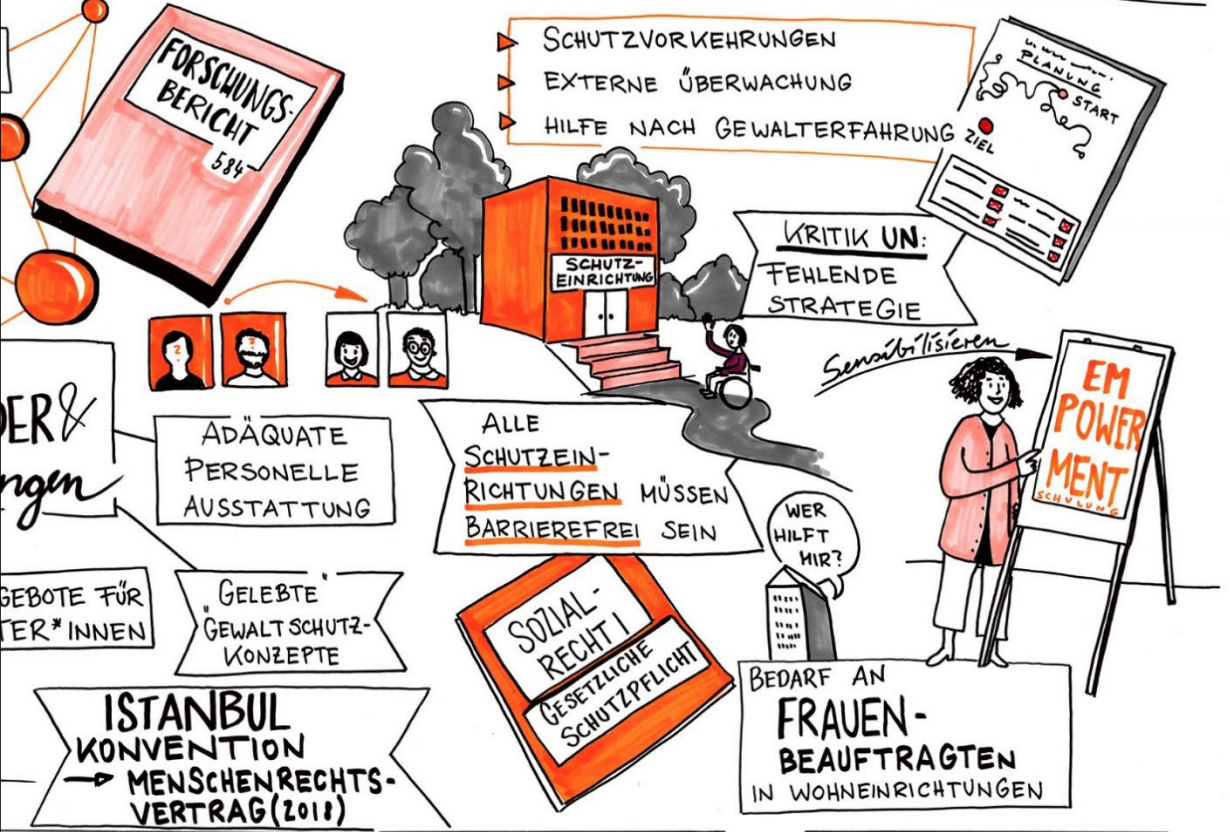 FORSCHUNGS-
BERICHT
584
SCHUTZVORKEHRUNGEN
EXTERNE ÜBERWACHUNG
HILFE NACH GEWALTERFAHRUNG
PLANUNG
START
ZIEL
SCHUTZ-
EINRICHTUNG
KRITIK UN:
FEHLENDE
STRATEGIE
Sensibilisieren
EM
POWER
MENT
SCHULUNG
DER &
ngen
ADÄQUATE
PERSONELLE
AUSSTATTUNG
ALLE
SCHUTZEIN-
RICHTUNGEN MÜSSEN
BARRIEREFREI SEIN
WER
HILFT
MIR?
GEBOTE FÜR
TER*INNEN
"GELEBTE"
GEWALTSCHUTZ-
KONZEPTE
SOZIAL-
RECHT I
GESETZLICHE
SCHUTZPFLICHT
ISTANBUL
KONVENTION
→ MENSCHENRECHTS-
VERTRAG (2018)
BEDARF AN
FRAUEN-
BEAUFTRAGTEN
IN WOHNEINRICHTUNGEN